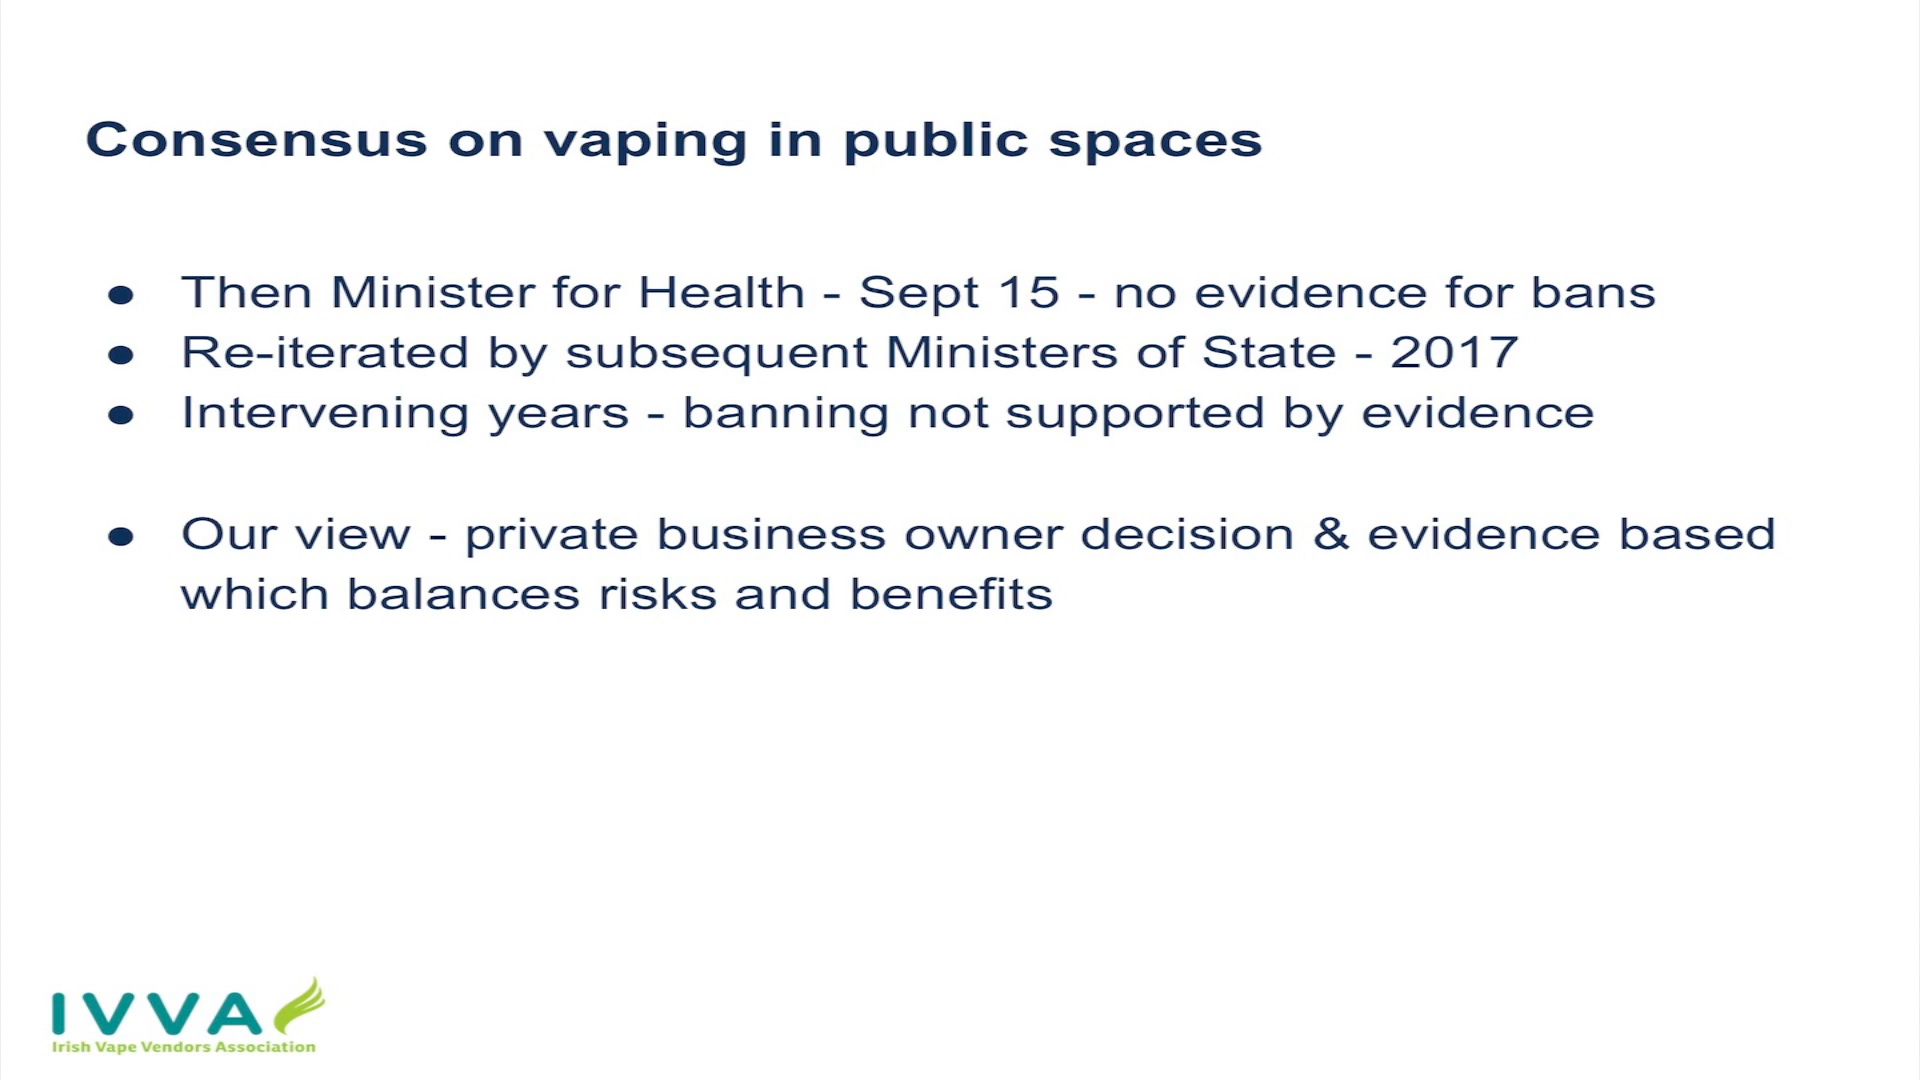 Consensus on vaping in public spaces
● Then Minister for Health - Sept 15 - no evidence for bans
● Re-iterated by subsequent Ministers of State - 2017
● Intervening years - banning not supported by evidence
● Our view - private business owner decision & evidence based
which balances risks and benefits
IVVA
Irish Vape Vendors Association